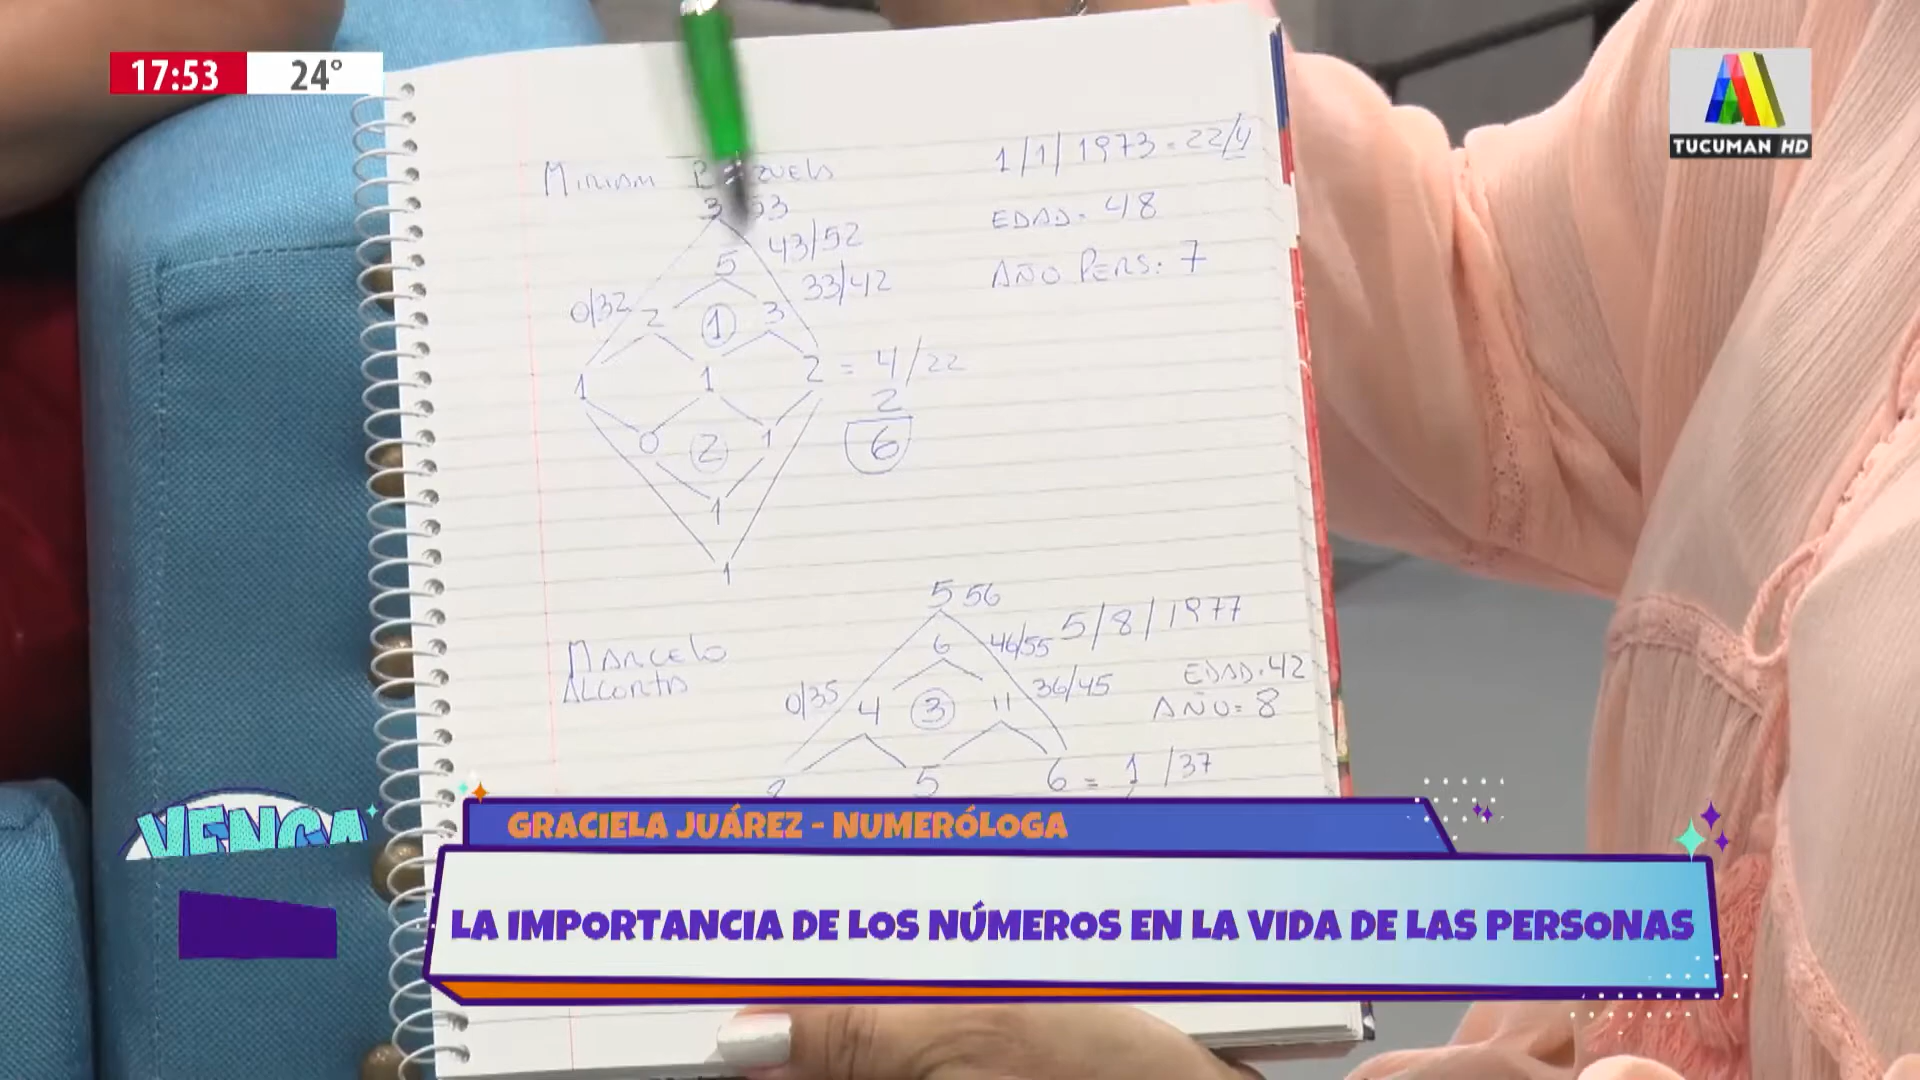 17:53 24°
TUCUMAN HD
MIRIAM
1/1/1973 = 22/4
3 53
EDAD = 48
43/52
5
AÑO PERS: 7
33/42
0/32 2 1 3
1 1 2 = 4/22
2
0 2 1 6
1
1
5 56
5/8/1977
MARCELO
6 46/55
ALCORTA
EDAD = 42
0/35 4 3 11 36/45
AÑO = 8
8 5 6 = 1/37
VENGA
GRACIELA JUÁREZ - NUMERÓLOGA
LA IMPORTANCIA DE LOS NÚMEROS EN LA VIDA DE LAS PERSONAS